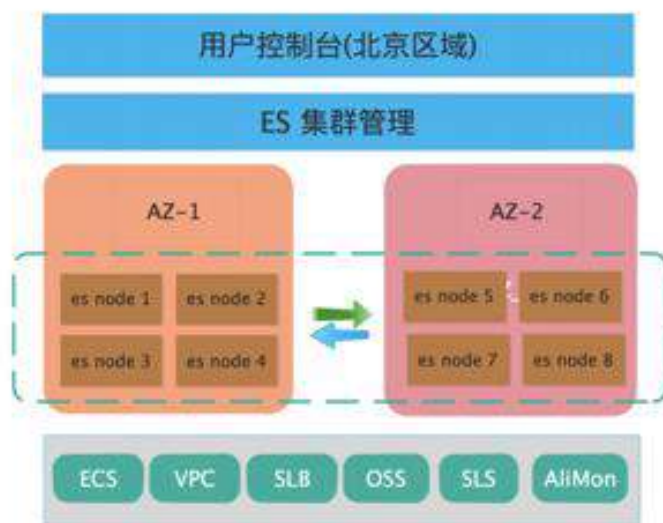 用户控制台(北京区域)
ES 集群管理
AZ-1
AZ-2
es node 1
es node 2
es node 5
es node 6
es node 3
es node 4
es node 7
es node 8
ECS
VPC
SLB
OSS
SLS
AliMon